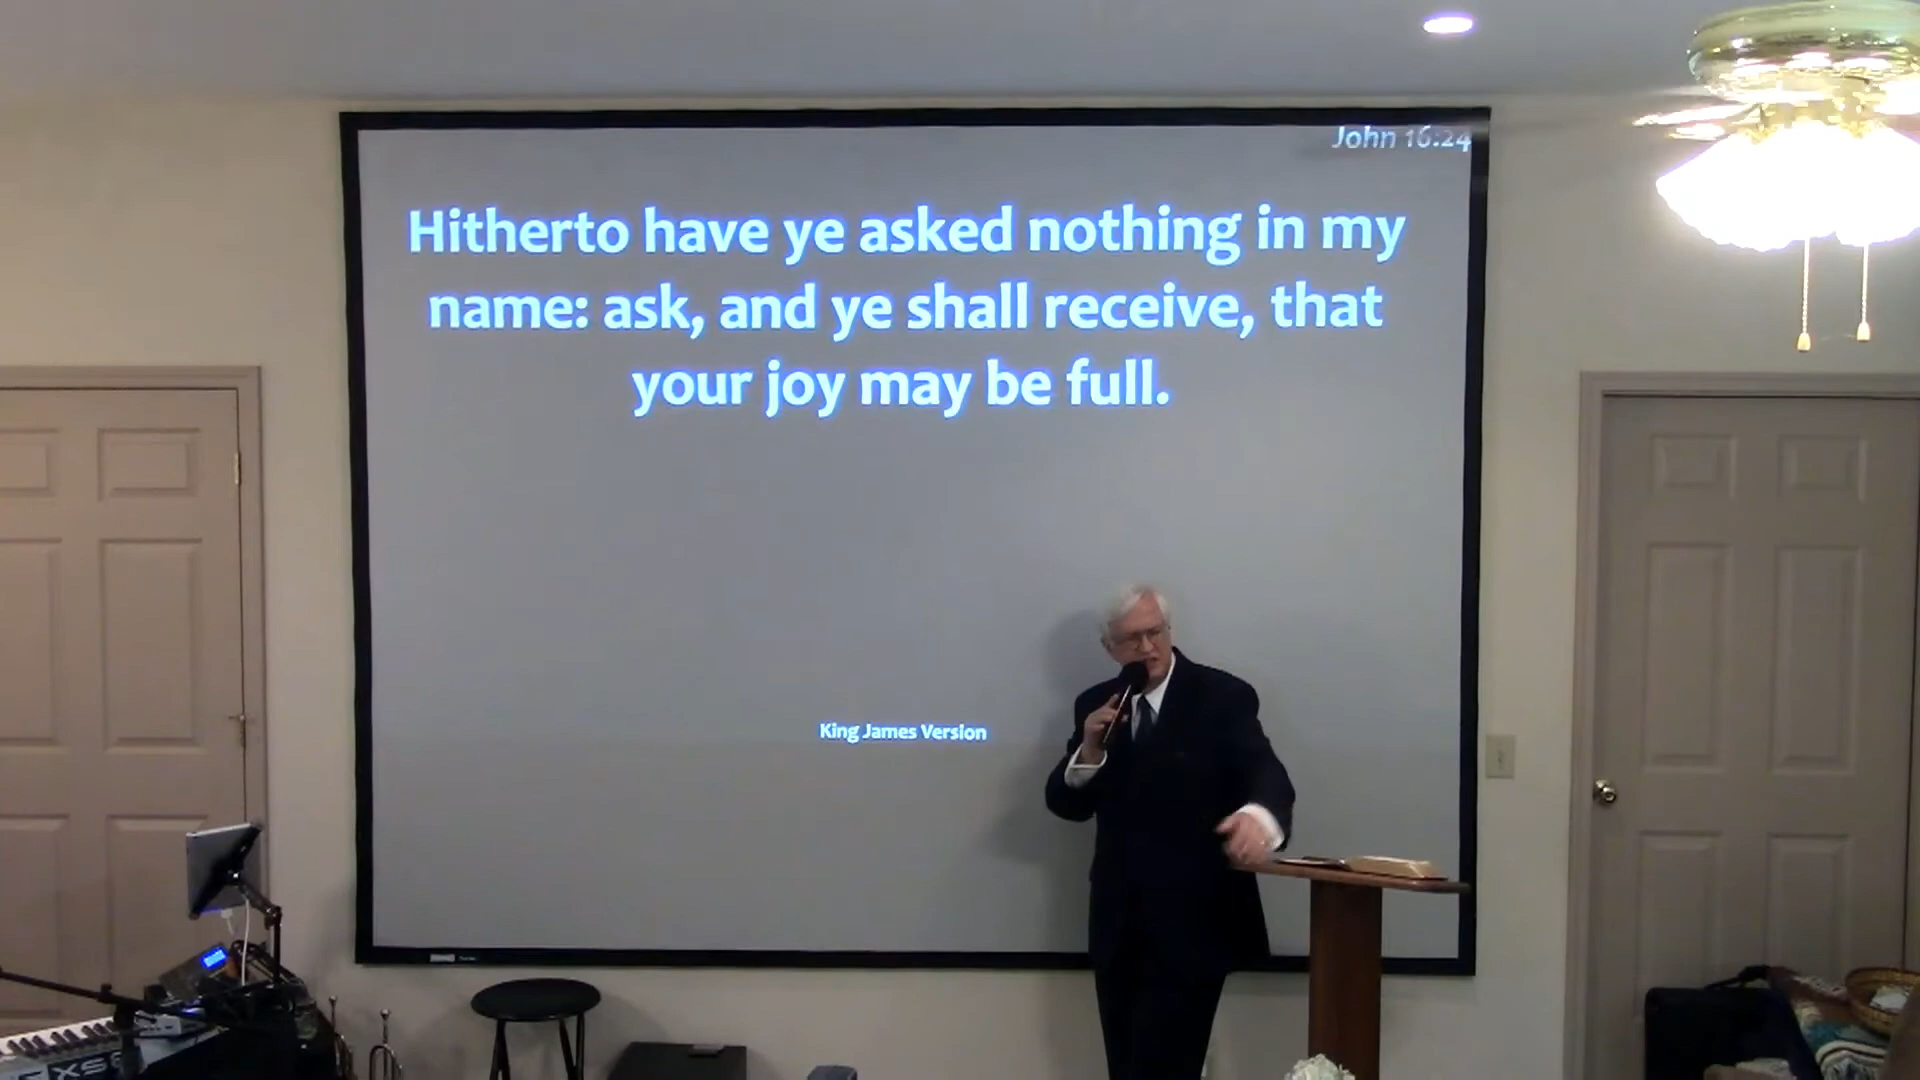 John 16:24
Hitherto have ye asked nothing in my
name: ask, and ye shall receive, that
your joy may be full.
King James Version